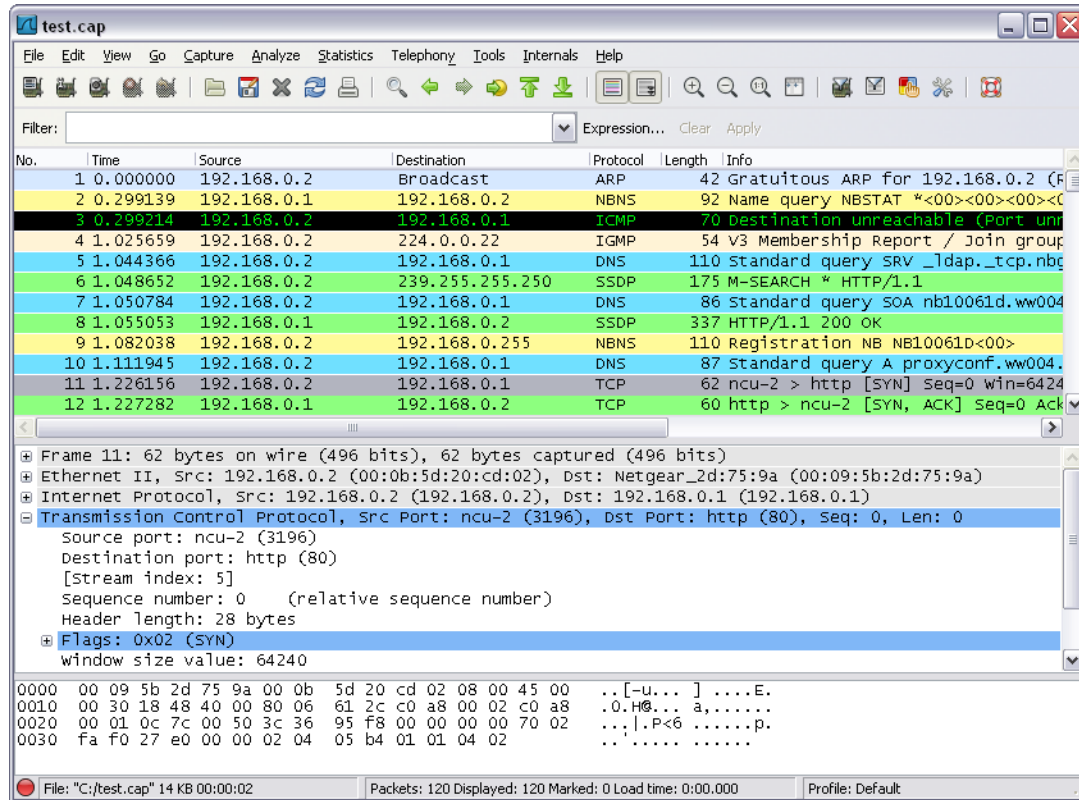 test.cap
File Edit View Go Capture Analyze Statistics Telephony Tools Internals Help
Filter: Expression... Clear Apply
No. Time Source Destination Protocol Length Info
1 0.000000 192.168.0.2 Broadcast ARP 42 Gratuitous ARP for 192.168.0.2 (R
2 0.299139 192.168.0.1 192.168.0.2 NBNS 92 Name query NBSTAT *<00><00><00><0
3 0.299214 192.168.0.2 192.168.0.1 ICMP 70 Destination unreachable (Port unr
4 1.025659 192.168.0.2 224.0.0.22 IGMP 54 V3 Membership Report / Join group
5 1.044366 192.168.0.2 192.168.0.1 DNS 110 Standard query SRV _ldap._tcp.nbg
6 1.048652 192.168.0.2 239.255.255.250 SSDP 175 M-SEARCH * HTTP/1.1
7 1.050784 192.168.0.2 192.168.0.1 DNS 86 Standard query SOA nb10061d.ww004
8 1.055053 192.168.0.1 192.168.0.2 SSDP 337 HTTP/1.1 200 OK
9 1.082038 192.168.0.2 192.168.0.255 NBNS 110 Registration NB NB10061D<00>
10 1.111945 192.168.0.2 192.168.0.1 DNS 87 Standard query A proxyconf.ww004.
11 1.226156 192.168.0.2 192.168.0.1 TCP 62 ncu-2 > http [SYN] Seq=0 Win=6424
12 1.227282 192.168.0.1 192.168.0.2 TCP 60 http > ncu-2 [SYN, ACK] Seq=0 Ack
Frame 11: 62 bytes on wire (496 bits), 62 bytes captured (496 bits)
Ethernet II, Src: 192.168.0.2 (00:0b:5d:20:cd:02), Dst: Netgear_2d:75:9a (00:09:5b:2d:75:9a)
Internet Protocol, Src: 192.168.0.2 (192.168.0.2), Dst: 192.168.0.1 (192.168.0.1)
Transmission Control Protocol, Src Port: ncu-2 (3196), Dst Port: http (80), Seq: 0, Len: 0
Source port: ncu-2 (3196)
Destination port: http (80)
[Stream index: 5]
Sequence number: 0 (relative sequence number)
Header length: 28 bytes
Flags: 0x02 (SYN)
Window size value: 64240
0000 00 09 5b 2d 75 9a 00 0b 5d 20 cd 02 08 00 45 00 ..[-u... ] ....E.
0010 00 30 18 48 40 00 80 06 61 2c c0 a8 00 02 c0 a8 .0.H@... a,......
0020 00 01 0c 7c 00 50 3c 36 95 f8 00 00 00 00 70 02 ...|.P<6 ......p.
0030 fa f0 27 e0 00 00 02 04 05 b4 01 01 04 02 ..'..... ......
File: "C:/test.cap" 14 KB 00:00:02 Packets: 120 Displayed: 120 Marked: 0 Load time: 0:00.000 Profile: Default